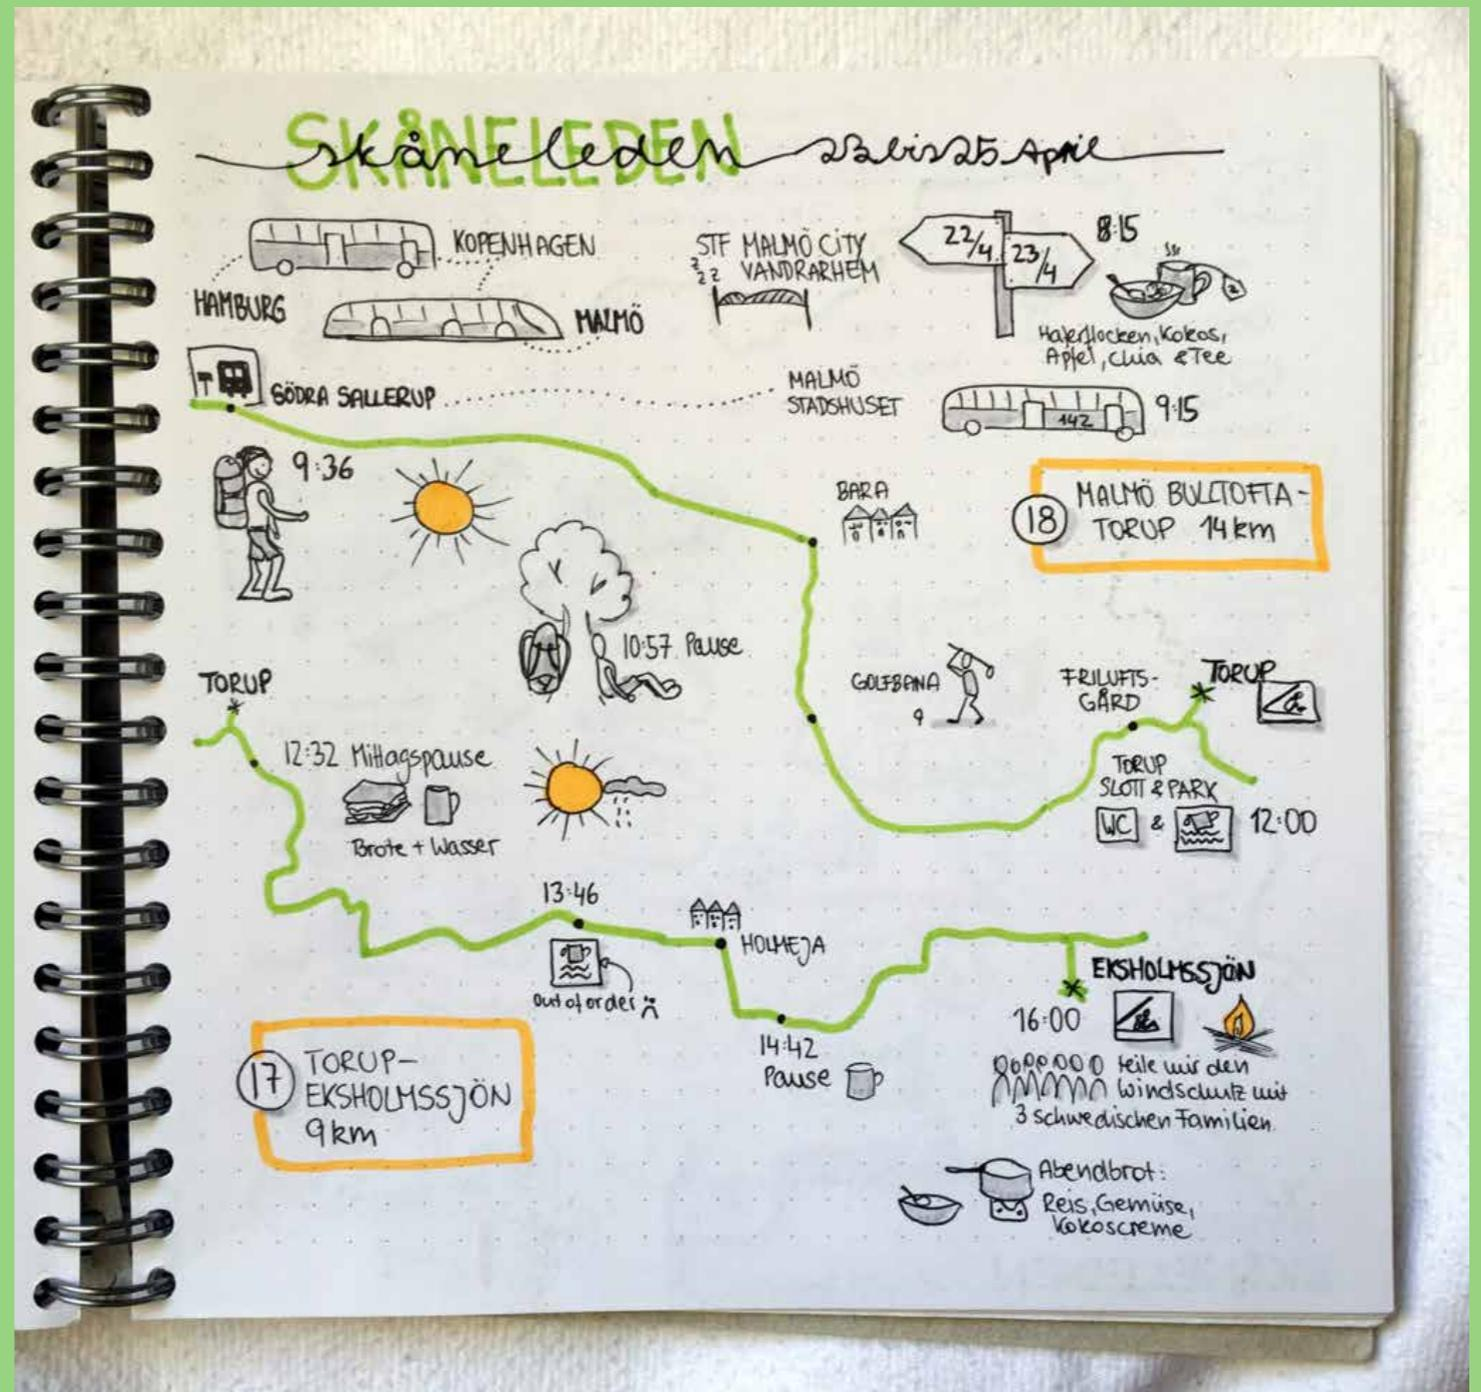 SKÅNELEDEN
skåneleden 23 bis 25 April
KOPENHAGEN
HAMBURG
MALMÖ
STF MALMÖ CITY
VANDRARHEM
zzz
22/4
23/4
8:15
Haferflocken, Kokos,
Apfel, Chia & Tee
SÖDRA SALLERUP
MALMÖ
STADSHUSET
142
9:15
9:36
BARA
18
MALMÖ BULLTOFTA-
TORUP 14 km
10:57 Pause
GOLFBANA
9
FRILUFTS-
GÅRD
TORUP
TORUP
SLOTT & PARK
WC & 12:00
TORUP
12:32 Mittagspause
Brote + Wasser
13:46
out of order
HOLMEJA
14:42
Pause
EKSHOLMSSJÖN
16:00
teile mir den
Windschutz mit
3 schwedischen Familien
17
TORUP-
EKSHOLMSSJÖN
9 km
Abendbrot:
Reis, Gemüse,
Kokoscreme